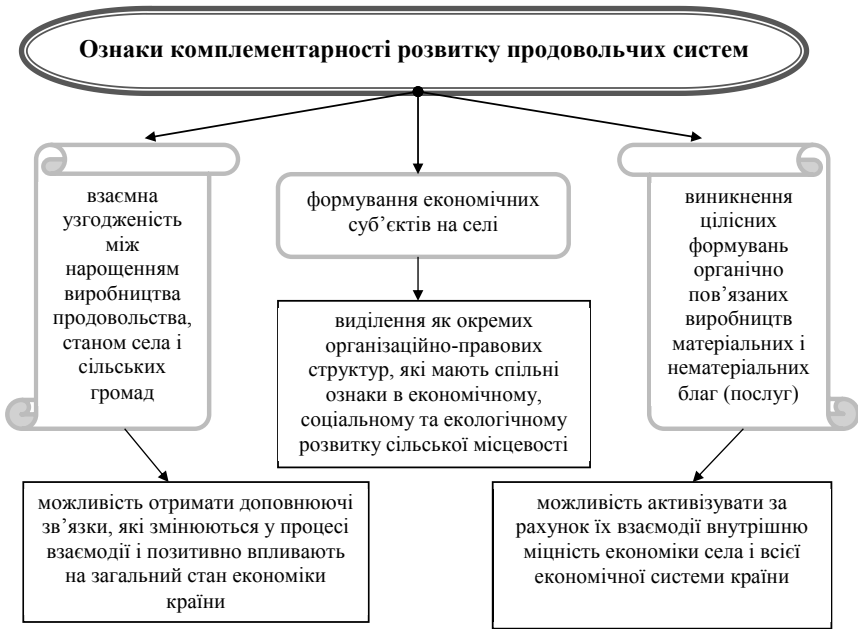 Ознаки комплементарності розвитку продовольчих систем
взаємна
узгодженість
між
нарощенням
виробництва
продовольства,
станом села і
сільських
громад
формування економічних
суб’єктів на селі
виникнення
цілісних
формувань
органічно
пов’язаних
виробництв
матеріальних і
нематеріальних
благ (послуг)
виділення як окремих
організаційно-правових
структур, які мають спільні
ознаки в економічному,
соціальному та екологічному
розвитку сільської місцевості
можливість отримати доповнюючі
зв’язки, які змінюються у процесі
взаємодії і позитивно впливають
на загальний стан економіки
країни
можливість активізувати за
рахунок їх взаємодії внутрішню
міцність економіки села і всієї
економічної системи країни